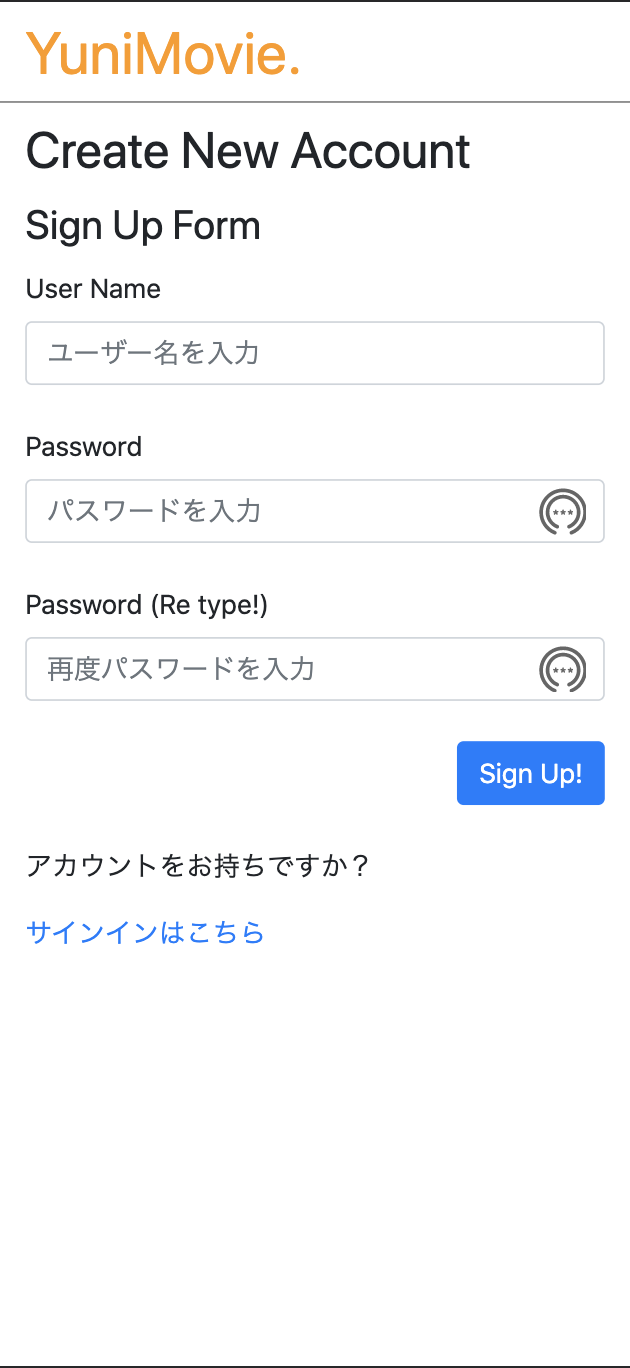 YuniMovie.
Create New Account
Sign Up Form
User Name
ユーザー名を入力
Password
パスワードを入力
Password (Re type!)
再度パスワードを入力
Sign Up!
アカウントをお持ちですか？
サインインはこちら